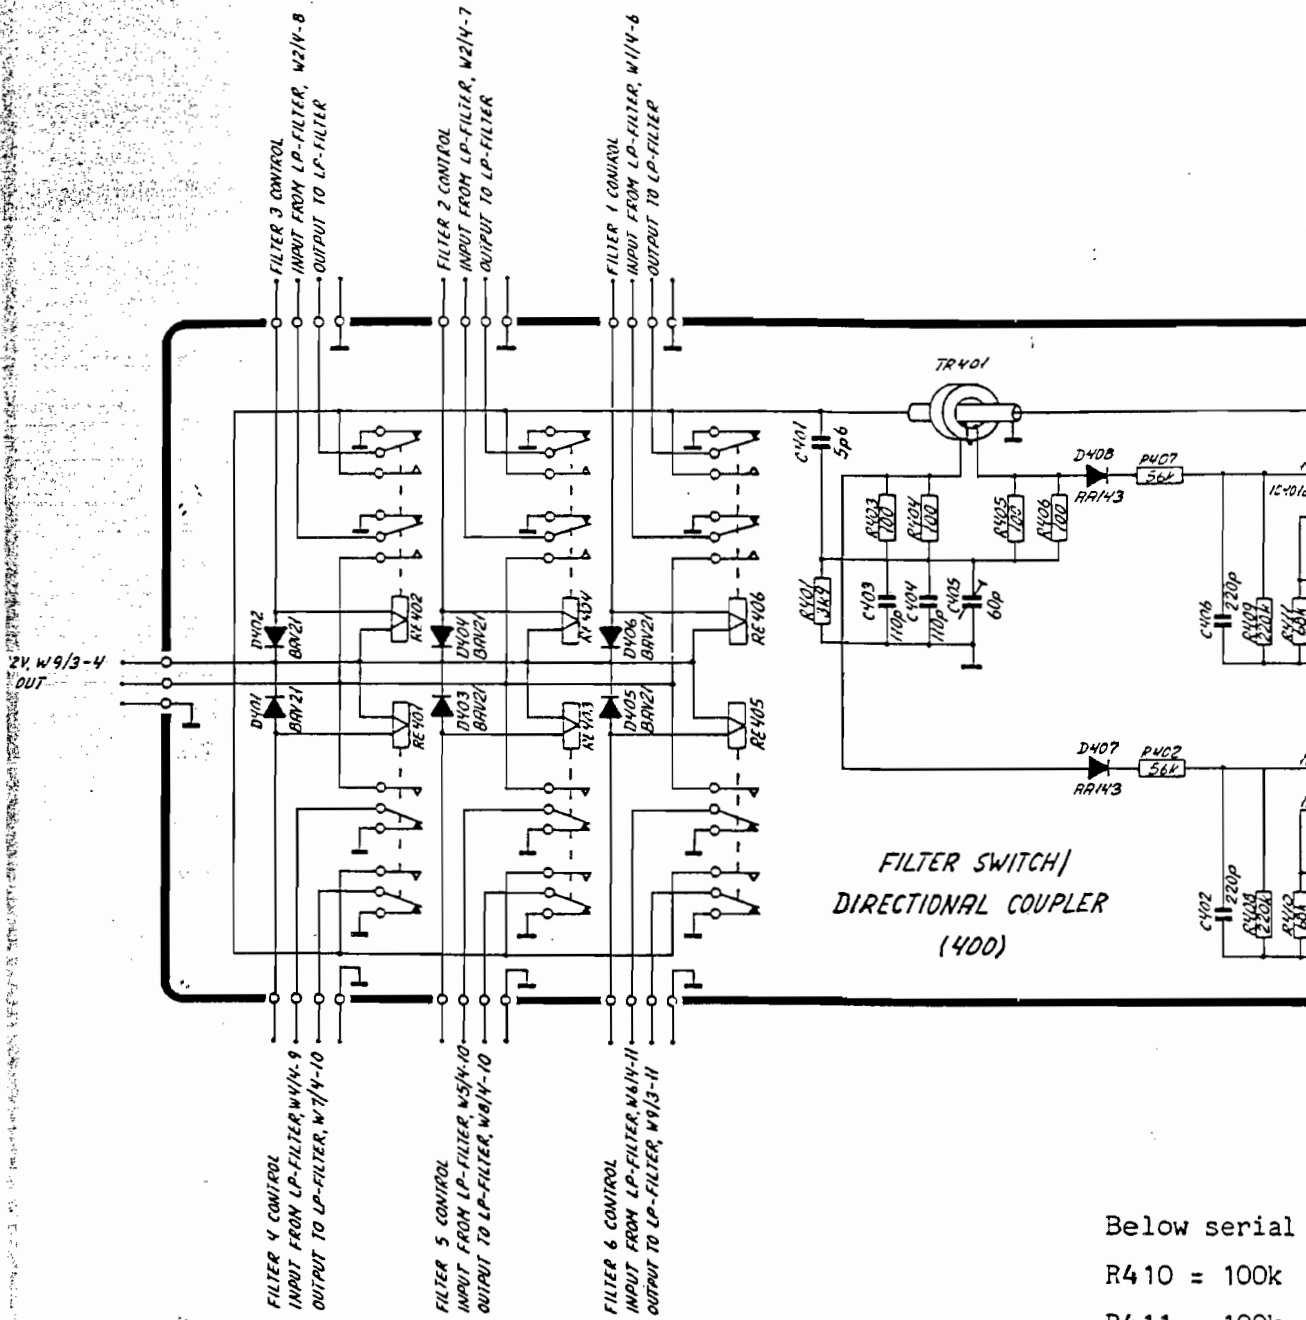 FILTER 3 CONTROL
INPUT FROM LP-FILTER, W2/4-8
OUTPUT TO LP-FILTER
FILTER 2 CONTROL
INPUT FROM LP-FILTER, W2/4-7
OUTPUT TO LP-FILTER
FILTER 1 CONTROL
INPUT FROM LP-FILTER, W1/4-6
OUTPUT TO LP-FILTER
TR401
C401
5p6
D408
AA143
R407
56k
R403
100
R404
100
R405
100
R406
100
R401
3k9
C403
110p
C404
110p
C405
60p
C406
220p
R409
220k
R411
68k
D402
BAV21
RE402
D404
BAV21
RE404
D406
BAV21
RE406
2V, W9/3-4
OUT
D401
BAV21
RE401
D403
BAV21
RE403
D405
BAV21
RE405
D407
AA143
R402
56k
C402
220p
R408
220k
FILTER SWITCH/
DIRECTIONAL COUPLER
(400)
FILTER 4 CONTROL
INPUT FROM LP-FILTER, W4/4-9
OUTPUT TO LP-FILTER, W7/4-10
FILTER 5 CONTROL
INPUT FROM LP-FILTER, W5/4-10
OUTPUT TO LP-FILTER, W8/4-10
FILTER 6 CONTROL
INPUT FROM LP-FILTER, W6/4-11
OUTPUT TO LP-FILTER, W9/3-11
Below serial
R410 = 100k